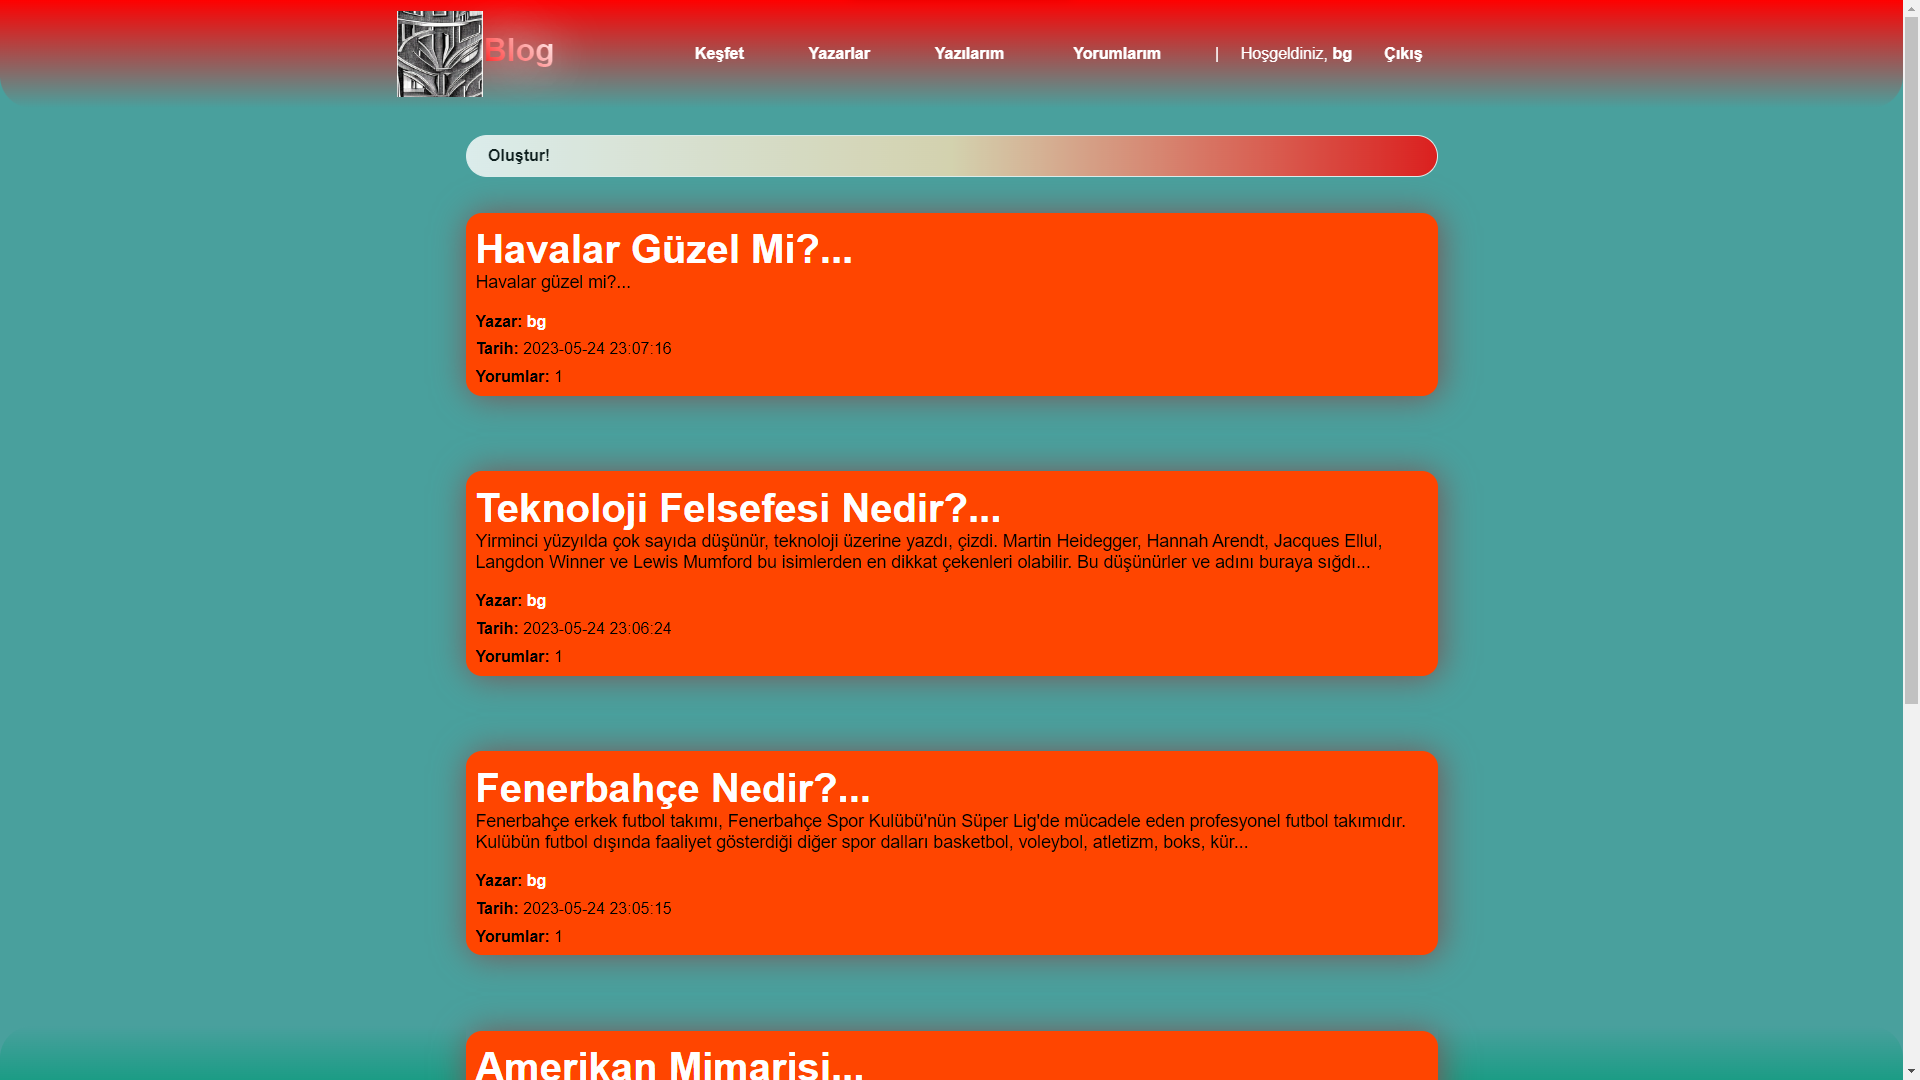 Blog
Keşfet Yazarlar Yazılarım Yorumlarım | Hoşgeldiniz, bg Çıkış
Oluştur!
Havalar Güzel Mi?...
Havalar güzel mi?...
Yazar: bg
Tarih: 2023-05-24 23:07:16
Yorumlar: 1
Teknoloji Felsefesi Nedir?...
Yirminci yüzyılda çok sayıda düşünür, teknoloji üzerine yazdı, çizdi. Martin Heidegger, Hannah Arendt, Jacques Ellul,
Langdon Winner ve Lewis Mumford bu isimlerden en dikkat çekenleri olabilir. Bu düşünürler ve adını buraya sığdı...
Yazar: bg
Tarih: 2023-05-24 23:06:24
Yorumlar: 1
Fenerbahçe Nedir?...
Fenerbahçe erkek futbol takımı, Fenerbahçe Spor Kulübü'nün Süper Lig'de mücadele eden profesyonel futbol takımıdır.
Kulübün futbol dışında faaliyet gösterdiği diğer spor dalları basketbol, voleybol, atletizm, boks, kür...
Yazar: bg
Tarih: 2023-05-24 23:05:15
Yorumlar: 1
Amerikan Mimarisi...